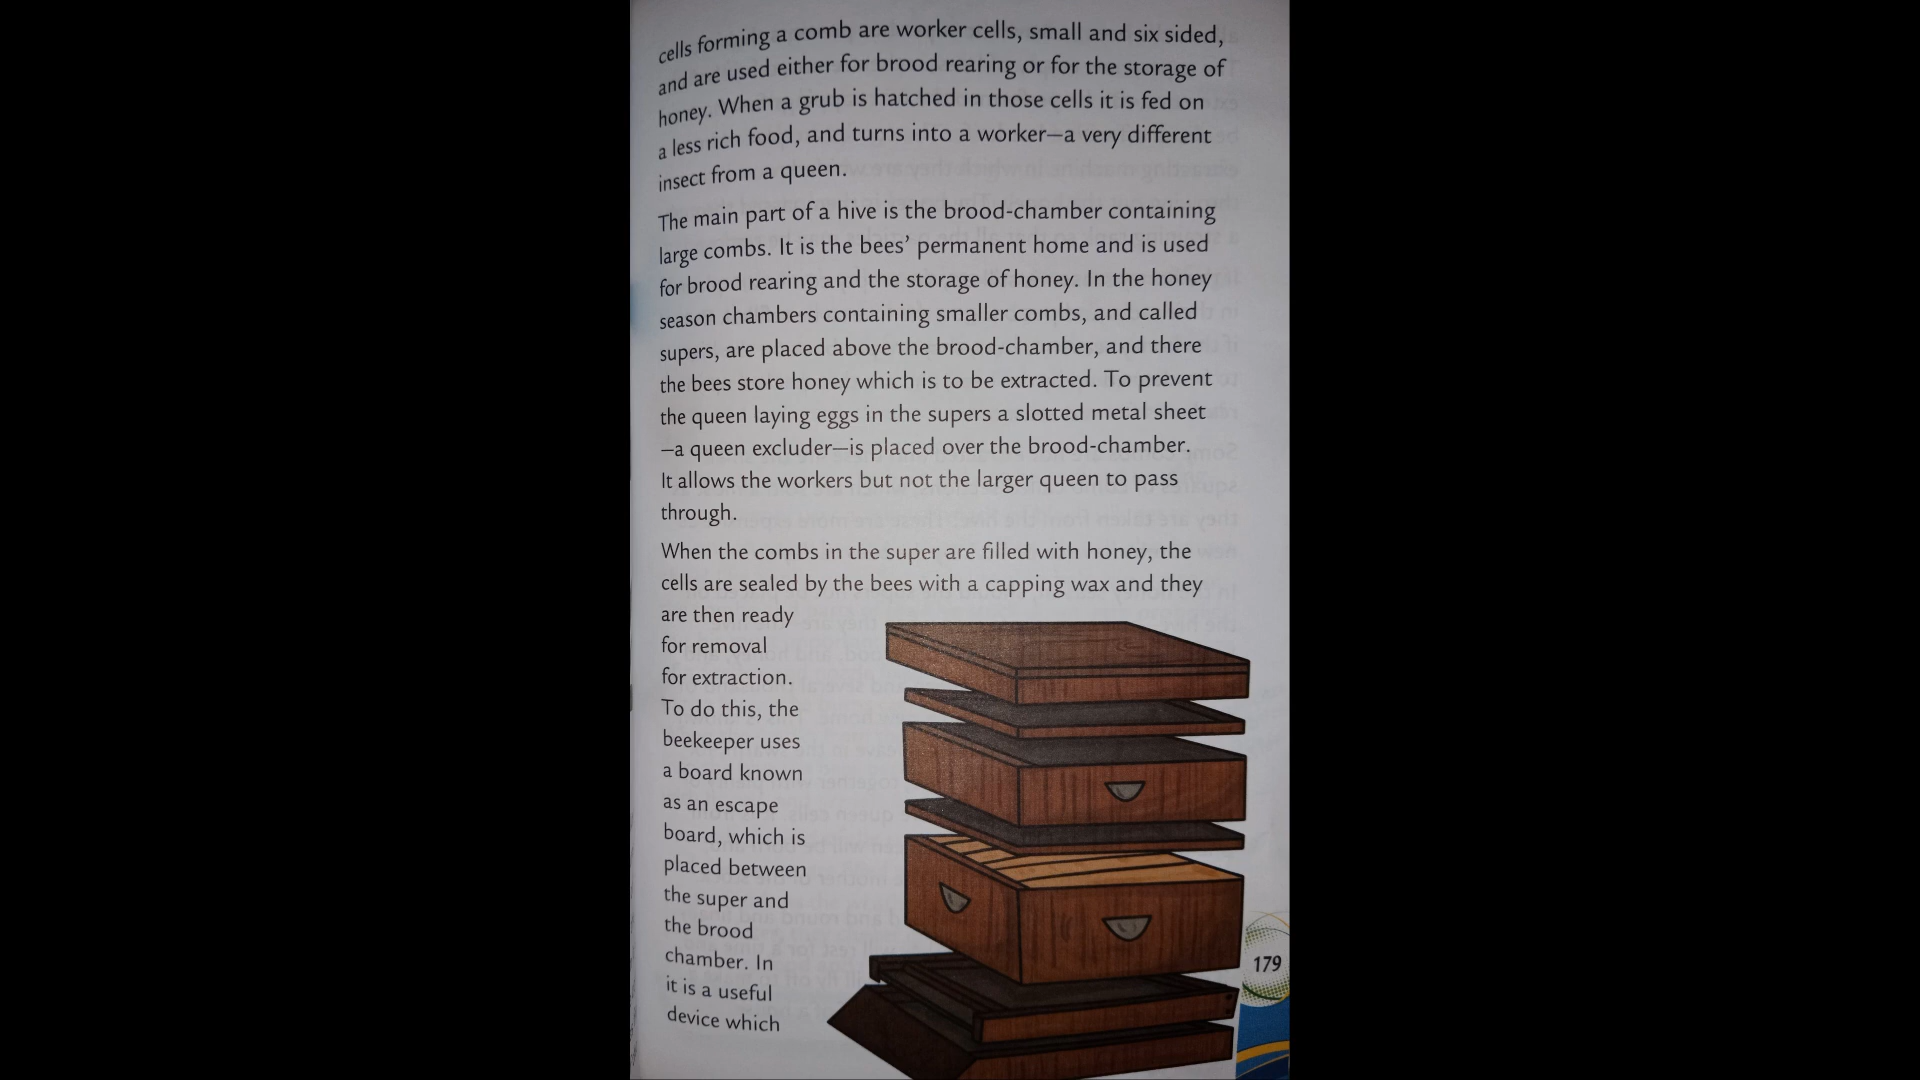 cells forming a comb are worker cells, small and six sided,
and are used either for brood rearing or for the storage of
honey. When a grub is hatched in those cells it is fed on
a less rich food, and turns into a worker—a very different
insect from a queen.
The main part of a hive is the brood-chamber containing
large combs. It is the bees’ permanent home and is used
for brood rearing and the storage of honey. In the honey
season chambers containing smaller combs, and called
supers, are placed above the brood-chamber, and there
the bees store honey which is to be extracted. To prevent
the queen laying eggs in the supers a slotted metal sheet
—a queen excluder—is placed over the brood-chamber.
It allows the workers but not the larger queen to pass
through.
When the combs in the super are filled with honey, the
cells are sealed by the bees with a capping wax and they
are then ready
for removal
for extraction.
To do this, the
beekeeper uses
a board known
as an escape
board, which is
placed between
the super and
the brood
chamber. In
it is a useful
device which
179